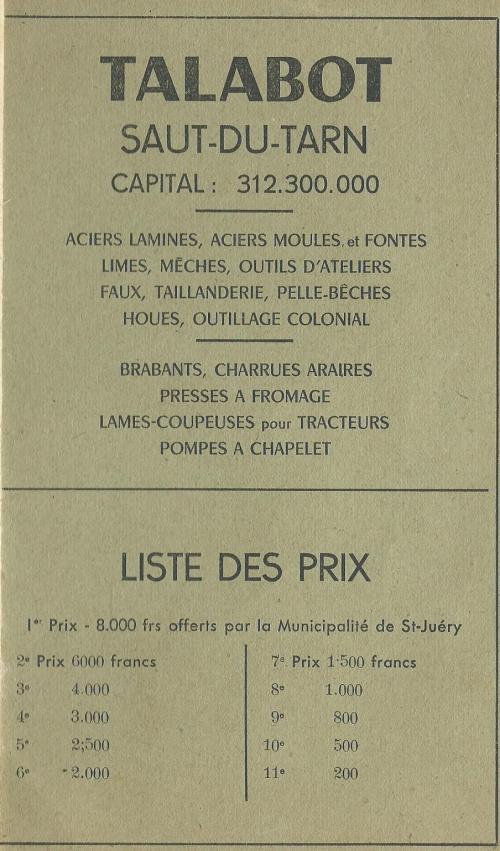 TALABOT
SAUT-DU-TARN
CAPITAL : 312.300.000
ACIERS LAMINES, ACIERS MOULES et FONTES
LIMES, MÈCHES, OUTILS D'ATELIERS
FAUX, TAILLANDERIE, PELLE-BÊCHES
HOUES, OUTILLAGE COLONIAL
BRABANTS, CHARRUES ARAIRES
PRESSES A FROMAGE
LAMES-COUPEUSES pour TRACTEURS
POMPES A CHAPELET
LISTE DES PRIX
1er Prix - 8.000 frs offerts par la Municipalité de St-Juéry
2e Prix 6000 francs
3e 4.000
4e 3.000
5e 2;500
6e 2.000
7e Prix 1·500 francs
8e 1.000
9e 800
10e 500
11e 200